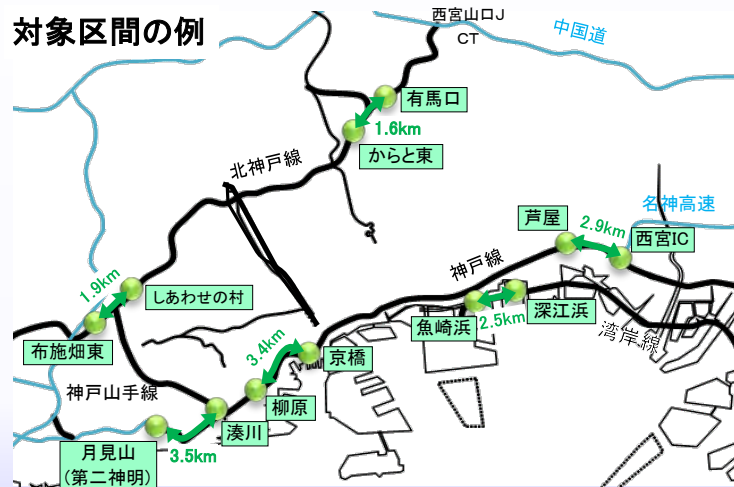 対象区間の例
西宮山口J
CT
中国道
有馬口
1.6km
からと東
北神戸線
名神高速
芦屋
2.9km
西宮IC
神戸線
1.9km
しあわせの村
魚崎浜
2.5km
深江浜
湾岸線
布施畑東
3.4km
京橋
神戸山手線
柳原
湊川
月見山
(第二神明)
3.5km